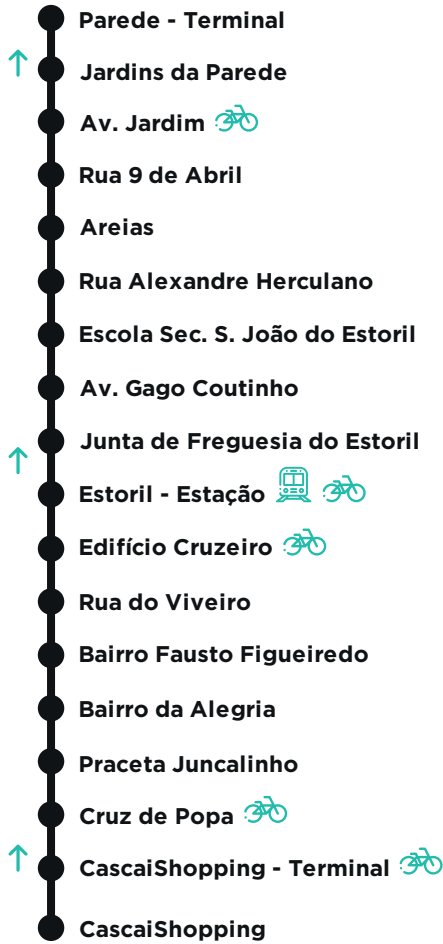 Parede - Terminal
Jardins da Parede
Av. Jardim
Rua 9 de Abril
Areias
Rua Alexandre Herculano
Escola Sec. S. João do Estoril
Av. Gago Coutinho
Junta de Freguesia do Estoril
Estoril - Estação
Edifício Cruzeiro
Rua do Viveiro
Bairro Fausto Figueiredo
Bairro da Alegria
Praceta Juncalinho
Cruz de Popa
CascaiShopping - Terminal
CascaiShopping